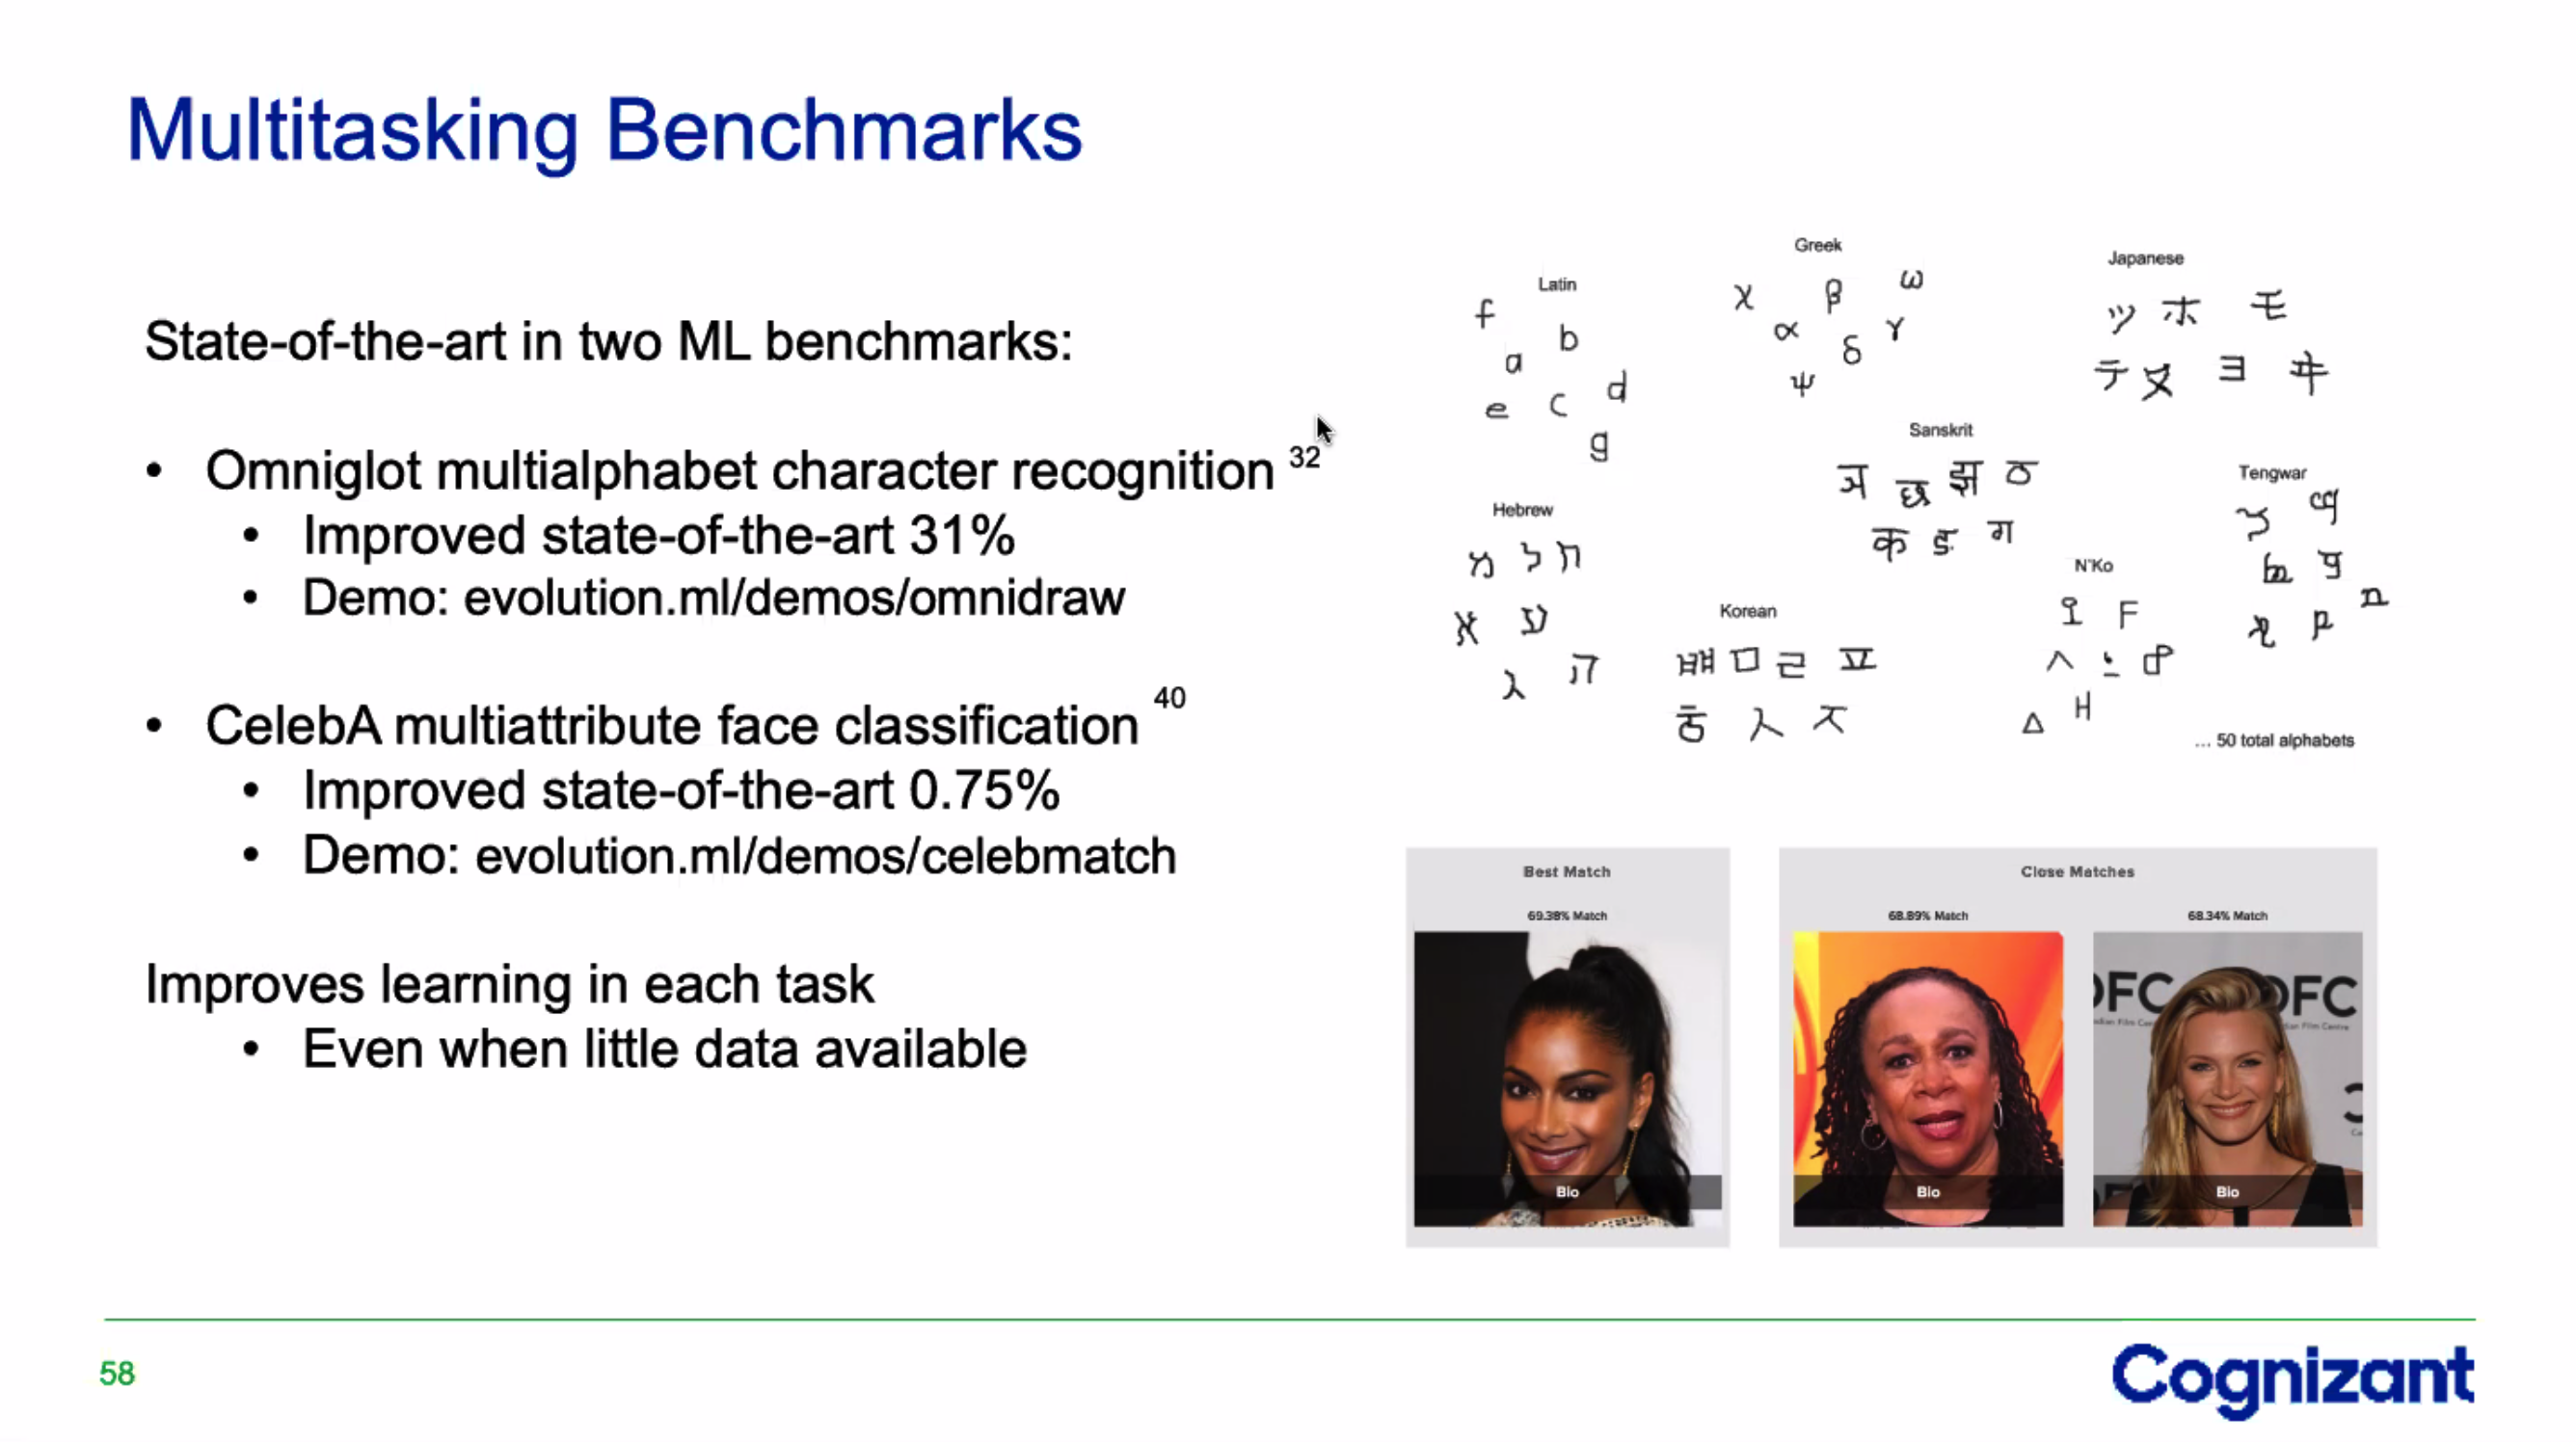 Multitasking Benchmarks
State-of-the-art in two ML benchmarks:
• Omniglot multialphabet character recognition 32
• Improved state-of-the-art 31%
• Demo: evolution.ml/demos/omnidraw
• CelebA multiattribute face classification 40
• Improved state-of-the-art 0.75%
• Demo: evolution.ml/demos/celebmatch
Improves learning in each task
• Even when little data available
Latin
f
b
a
d
e c
g
Greek
χ β ω
α δ γ
ψ
Japanese
ツ ホ モ
テ ヌ ヨ ヰ
Sanskrit
ञ छ झ ठ
क ङ ग
Tengwar
Hebrew
Korean
ㅃ ㅁ ㄹ ㅍ
ㅎ ㅅ ㅈ
N'Ko
... 50 total alphabets
Best Match
69.38% Match
Bio
Close Matches
68.89% Match
Bio
68.34% Match
Bio
OFC
58
Cognizant